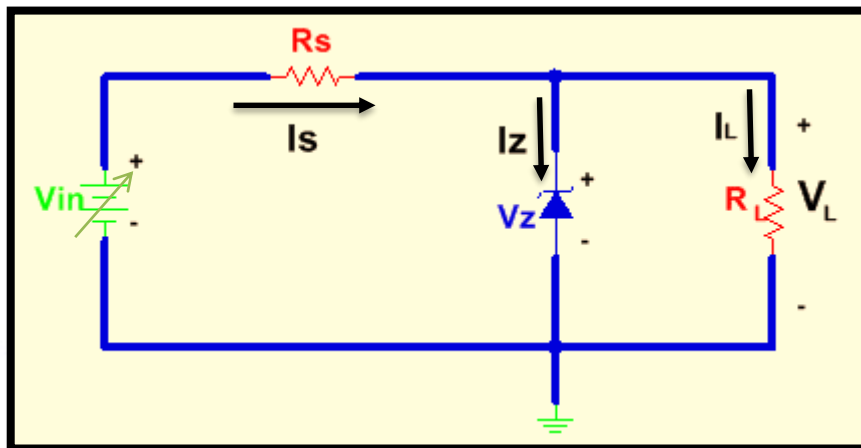 Rs
Is
Iz
IL
+
Vin
+
-
Vz
+
-
RL
VL
-